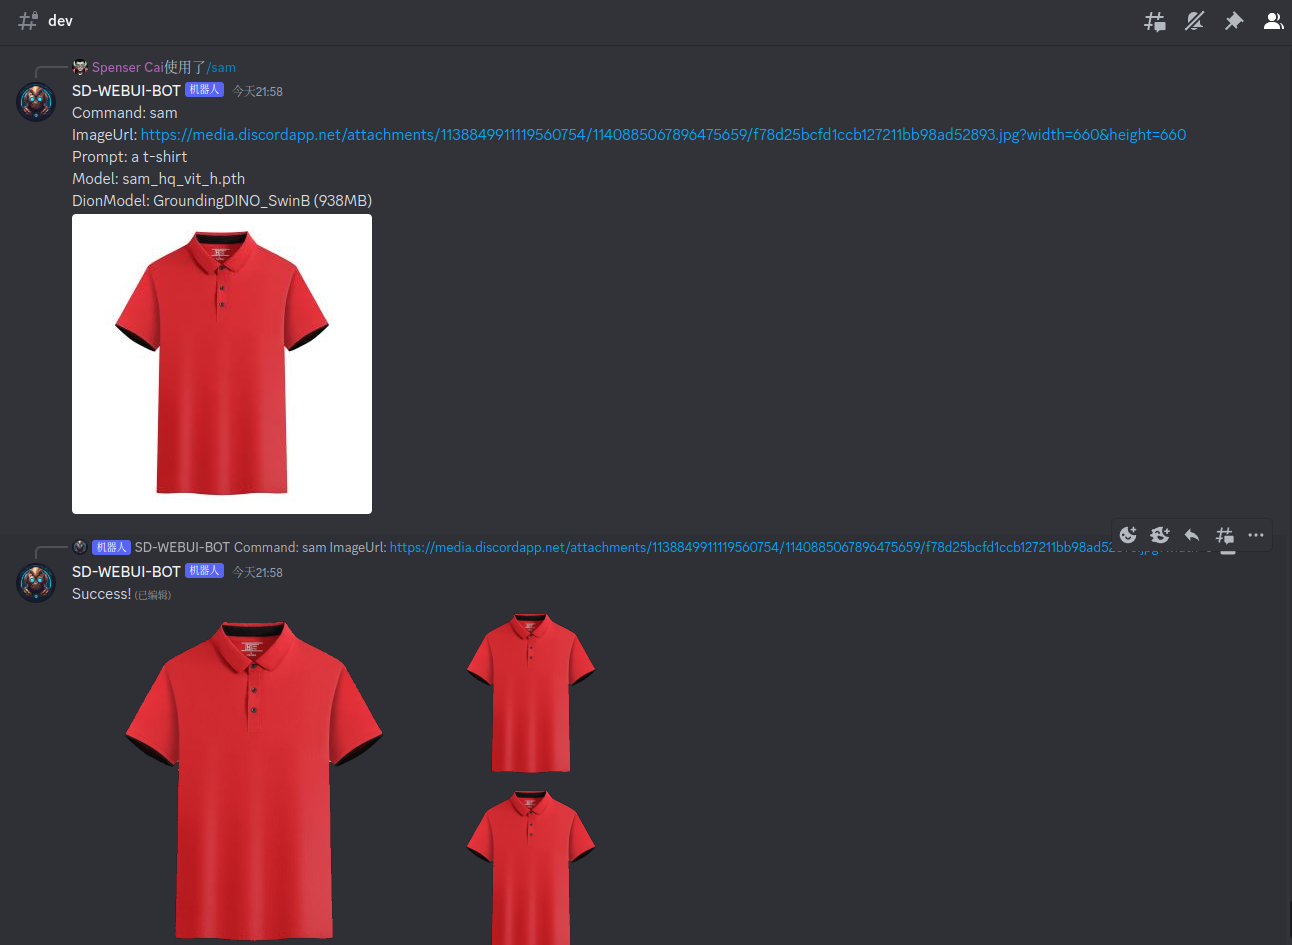 dev
Spenser Cai使用了/sam
SD-WEBUI-BOT 机器人 今天21:58
Command: sam
ImageUrl: https://media.discordapp.net/attachments/1138849911119560754/1140885067896475659/f78d25bcfd1ccb127211bb98ad52893.jpg?width=660&height=660
Prompt: a t-shirt
Model: sam_hq_vit_h.pth
DionModel: GroundingDINO_SwinB (938MB)
机器人 SD-WEBUI-BOT Command: sam ImageUrl: https://media.discordapp.net/attachments/1138849911119560754/1140885067896475659/f78d25bcfd1ccb127211bb98ad52
SD-WEBUI-BOT 机器人 今天21:58
Success! (已编辑)